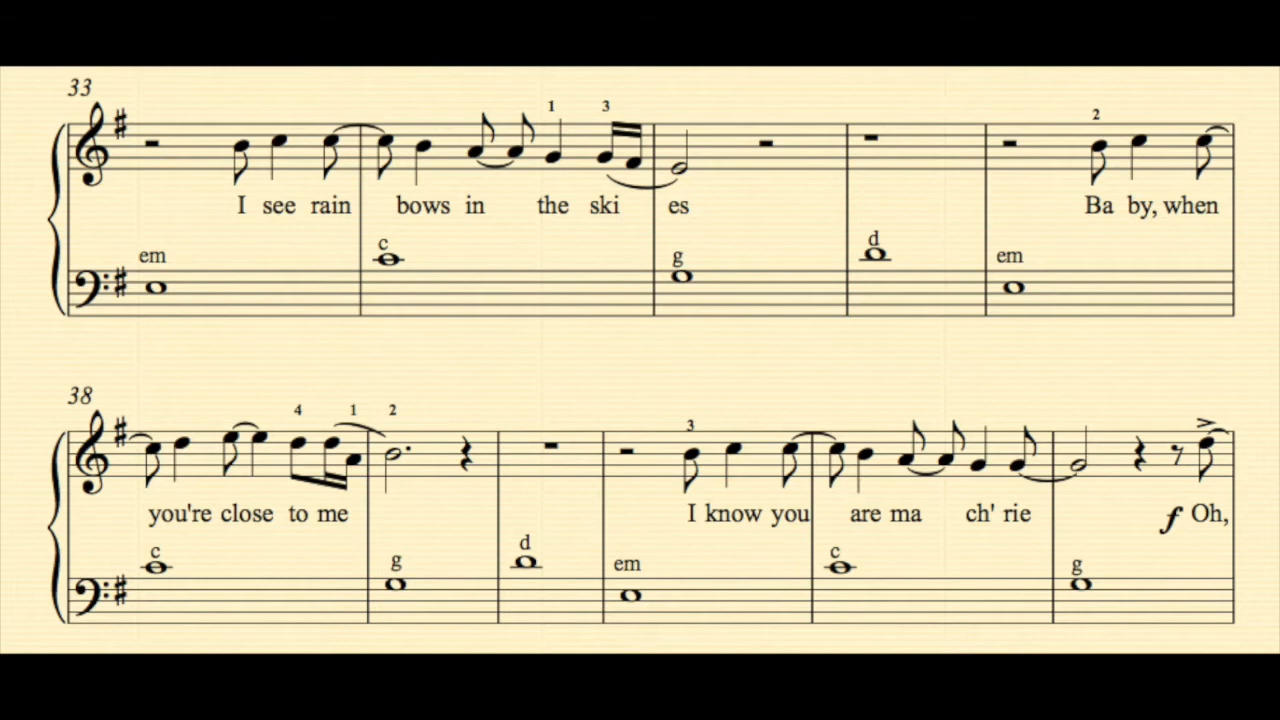 33
1 3 2
I see rain bows in the ski es Ba by, when
em c g d em
38
4 1 2 3
you're close to me I know you are ma ch' rie f Oh,
c g d em c g